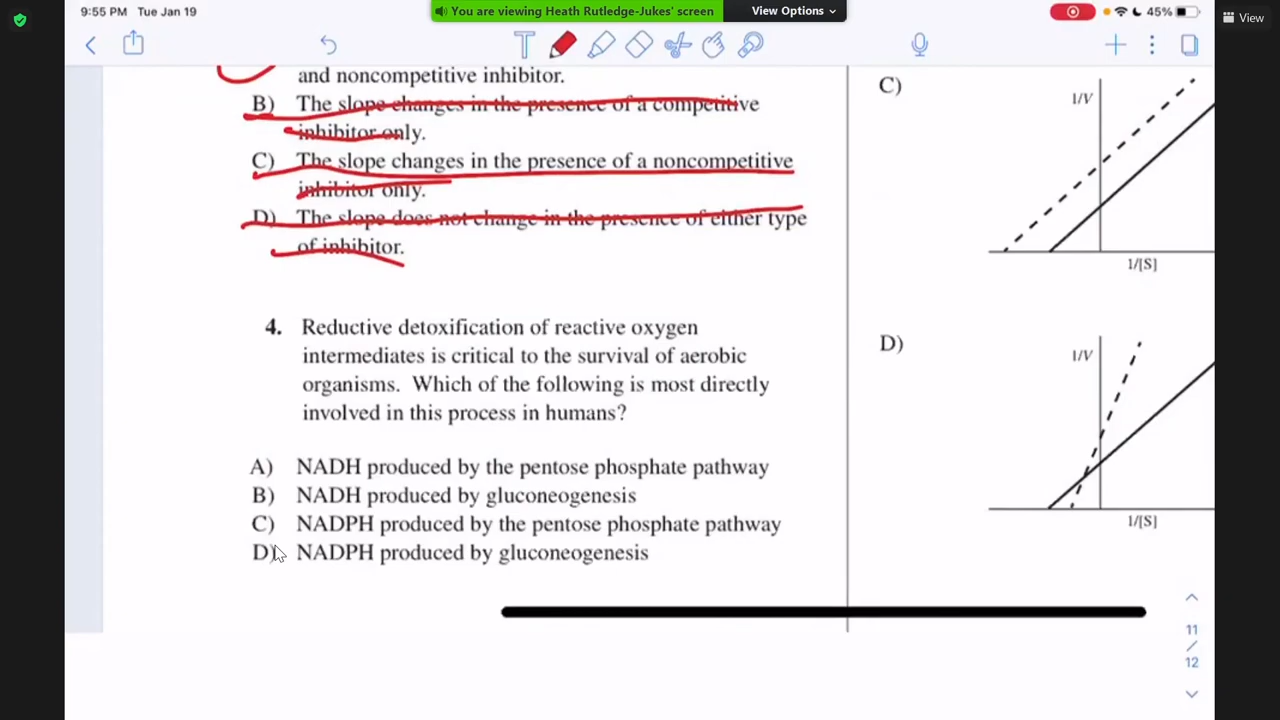 9:55 PM Tue Jan 19
You are viewing Heath Rutledge-Jukes' screen
View Options
45%
View
and noncompetitive inhibitor.
B) The slope changes in the presence of a competitive
inhibitor only.
C) The slope changes in the presence of a noncompetitive
inhibitor only.
D) The slope does not change in the presence of either type
of inhibitor.
4. Reductive detoxification of reactive oxygen
intermediates is critical to the survival of aerobic
organisms. Which of the following is most directly
involved in this process in humans?
A) NADH produced by the pentose phosphate pathway
B) NADH produced by gluconeogenesis
C) NADPH produced by the pentose phosphate pathway
D) NADPH produced by gluconeogenesis
C)
1/V
1/[S]
D)
1/V
1/[S]
11
/
12